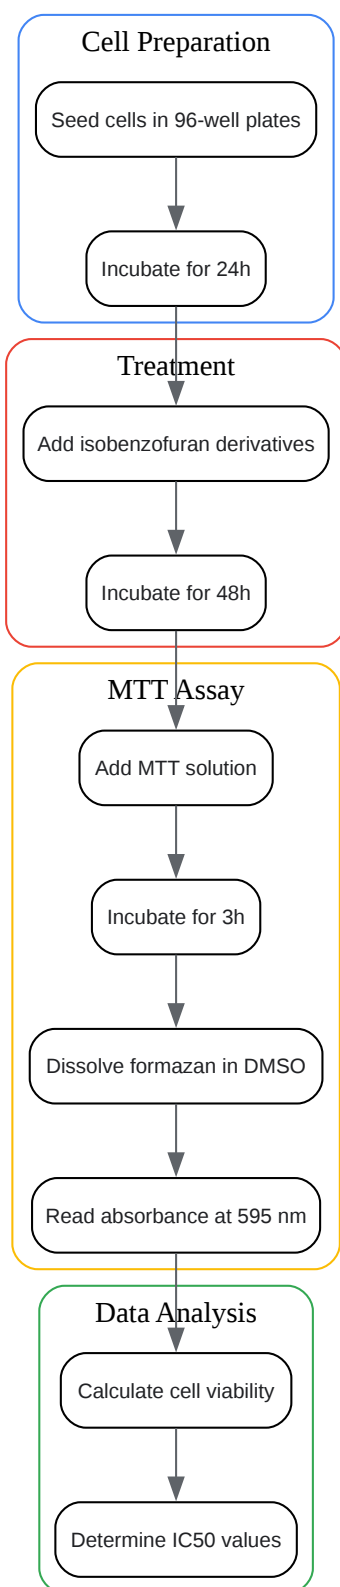 Cell Preparation
Seed cells in 96-well plates
Incubate for 24h
Treatment
Add isobenzofuran derivatives
Incubate for 48h
MTT Assay
Add MTT solution
Incubate for 3h
Dissolve formazan in DMSO
Read absorbance at 595 nm
Data Analysis
Calculate cell viability
Determine IC50 values